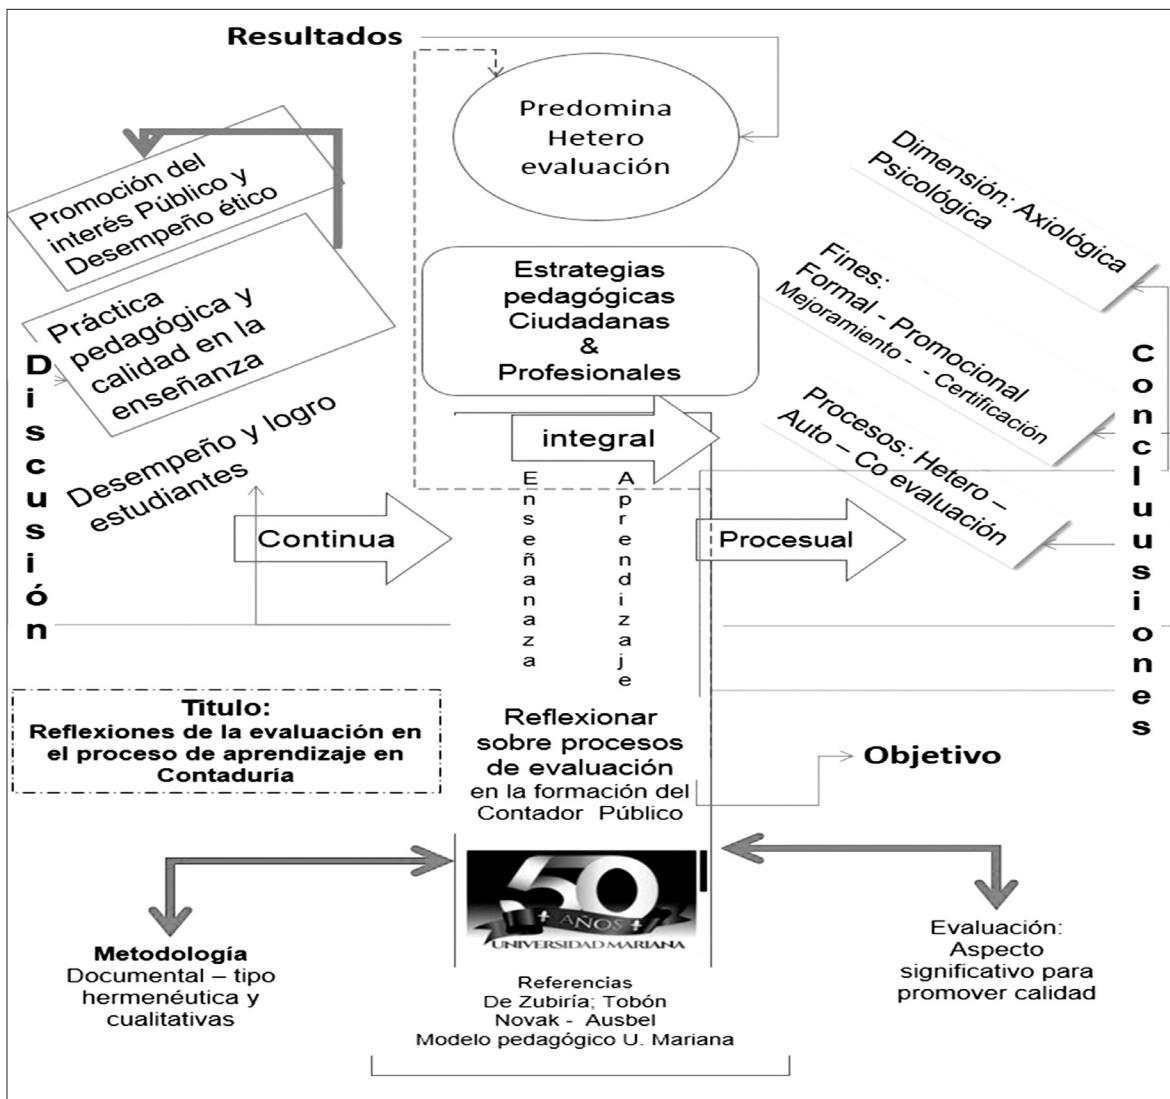 Resultados
Predomina
Hetero
evaluación
Promoción del
interés Público y
Desempeño ético
Práctica
pedagógica y
calidad en la
enseñanza
Desempeño y logro
estudiantes
Discusión
Estrategias
pedagógicas
Ciudadanas
&
Profesionales
integral
Continua
Procesual
Enseñanaza
Aprendizaje
Dimensión: Axiológica
Psicológica
Fines:
Formal - Promocional
Mejoramiento - - Certificación
Procesos: Hetero –
Auto – Co evaluación
Conclusiones
Titulo:
Reflexiones de la evaluación en
el proceso de aprendizaje en
Contaduría
Reflexionar
sobre procesos
de evaluación
en la formación del
Contador Público
Objetivo
50
AÑOS
UNIVERSIDAD MARIANA
Metodología
Documental – tipo
hermenéutica y
cualitativas
Evaluación:
Aspecto
significativo para
promover calidad
Referencias
De Zubiría; Tobón
Novak - Ausbel
Modelo pedagógico U. Mariana